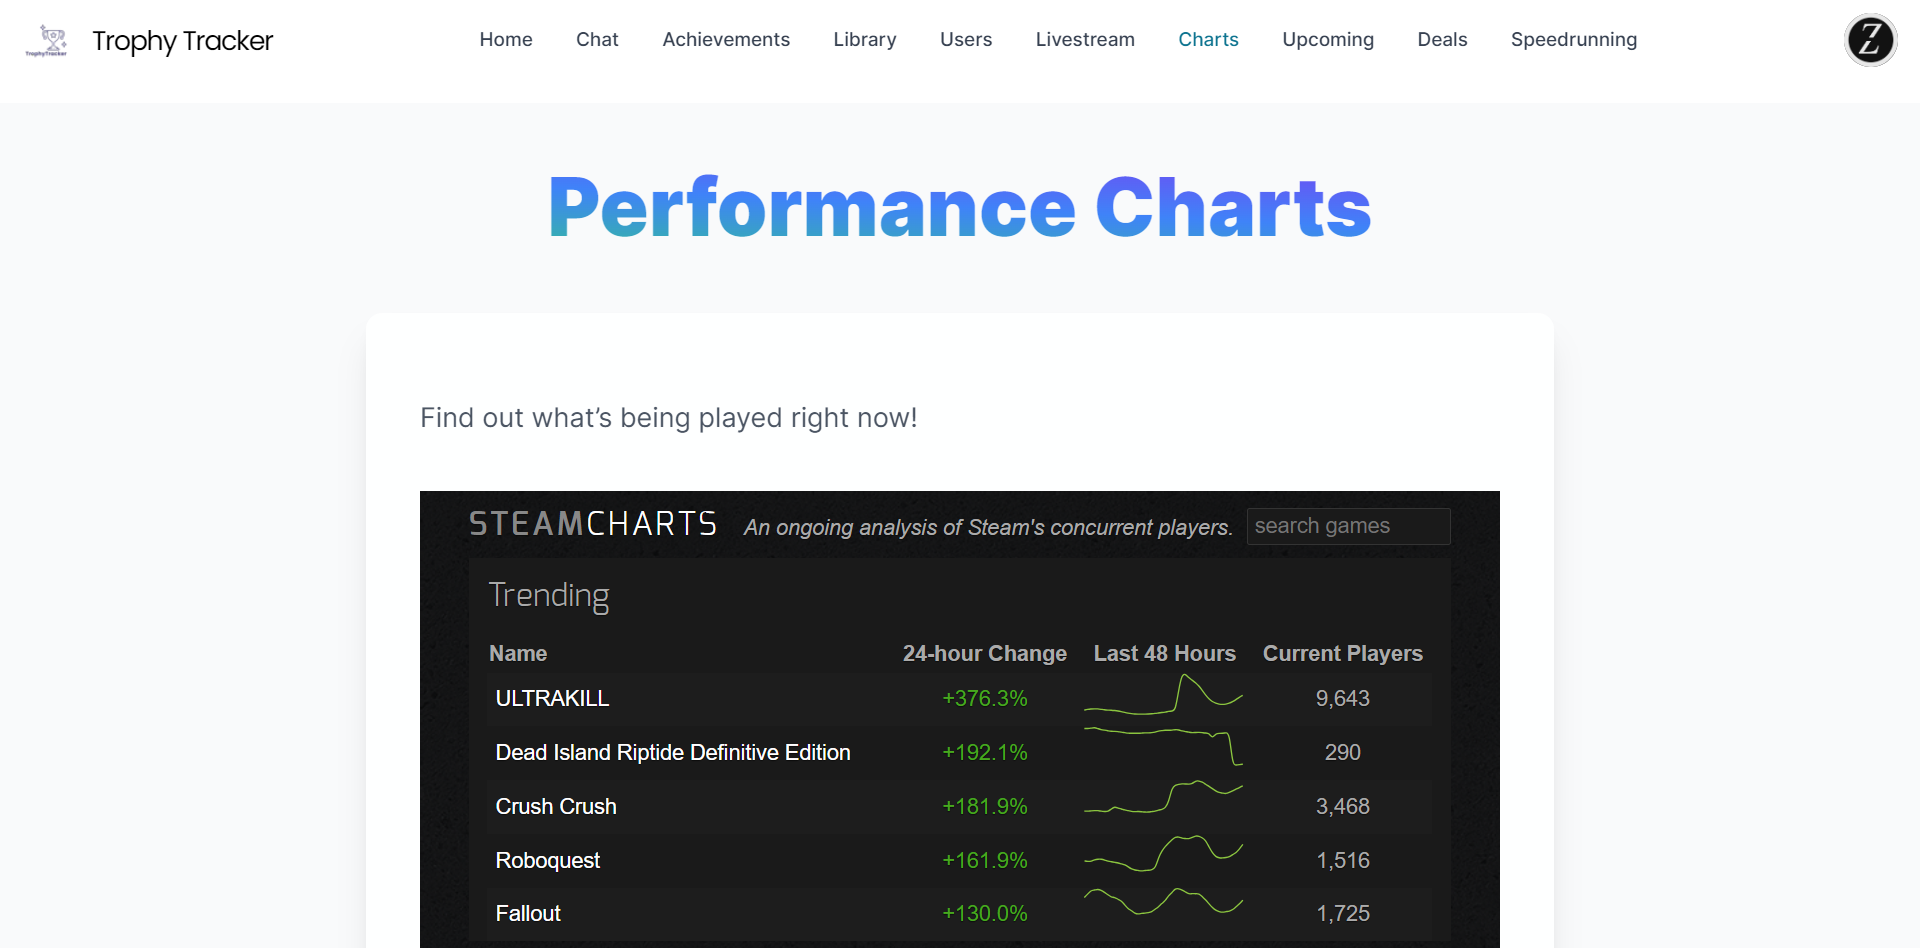 TrophyTracker
Trophy Tracker
Home Chat Achievements Library Users Livestream Charts Upcoming Deals Speedrunning
Z
Performance Charts
Find out what’s being played right now!
STEAMCHARTS An ongoing analysis of Steam's concurrent players. search games
Trending
Name 24-hour Change Last 48 Hours Current Players
ULTRAKILL +376.3% 9,643
Dead Island Riptide Definitive Edition +192.1% 290
Crush Crush +181.9% 3,468
Roboquest +161.9% 1,516
Fallout +130.0% 1,725